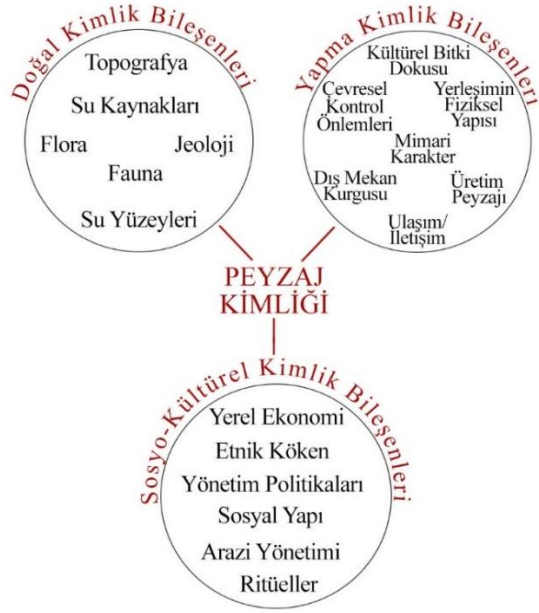 Doğal Kimlik Bileşenleri
Topografya
Su Kaynakları
Flora
Jeoloji
Fauna
Su Yüzeyleri
Yapma Kimlik Bileşenleri
Kültürel Bitki
Dokusu
Çevresel
Kontrol
Önlemleri
Yerleşimin
Fiziksel
Yapısı
Mimari
Karakter
Dış Mekan
Kurgusu
Üretim
Peyzajı
Ulaşım/
İletişim
PEYZAJ
KİMLİĞİ
Sosyo-Kültürel Kimlik Bileşenleri
Yerel Ekonomi
Etnik Köken
Yönetim Politikaları
Sosyal Yapı
Arazi Yönetimi
Ritüeller